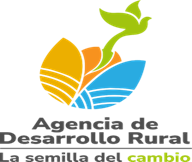 Agencia de
Desarrollo Rural
La semilla del cambio